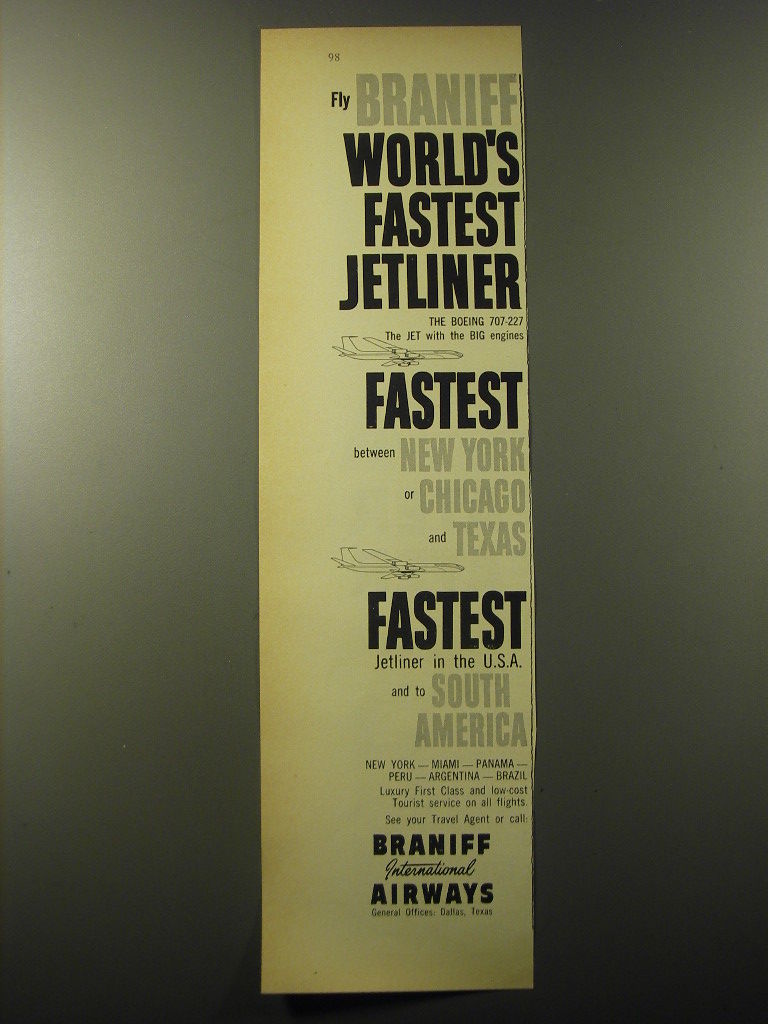 98
Fly BRANIFF
WORLD'S
FASTEST
JETLINER
THE BOEING 707-227
The JET with the BIG engines
FASTEST
between NEW YORK
or CHICAGO
and TEXAS
FASTEST
Jetliner in the U.S.A.
and to SOUTH
AMERICA
NEW YORK — MIAMI — PANAMA —
PERU — ARGENTINA — BRAZIL
Luxury First Class and low-cost
Tourist service on all flights.
See your Travel Agent or call:
BRANIFF
International
AIRWAYS
General Offices: Dallas, Texas